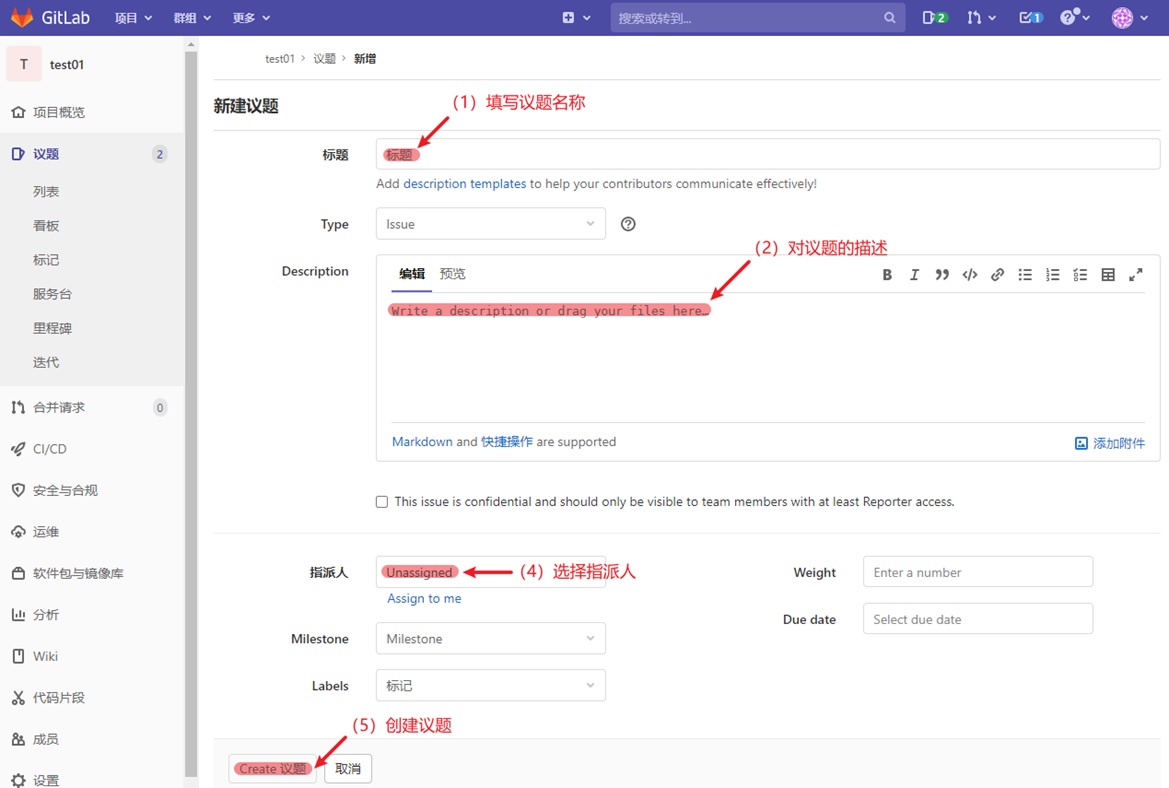 GitLab 项目 群组 更多 搜索或转到... 2 1
T test01
项目概览
议题 2
列表
看板
标记
服务台
里程碑
迭代
合并请求 0
CI/CD
安全与合规
运维
软件包与镜像库
分析
Wiki
代码片段
成员
设置
test01 > 议题 > 新增
新建议题
（1）填写议题名称
标题 标题
Add description templates to help your contributors communicate effectively!
Type Issue
（2）对议题的描述
Description 编辑 预览
Write a description or drag your files here…
Markdown and 快捷操作 are supported 添加附件
This issue is confidential and should only be visible to team members with at least Reporter access.
指派人 Unassigned （4）选择指派人 Weight Enter a number
Assign to me
Due date Select due date
Milestone Milestone
Labels 标记
（5）创建议题
Create 议题 取消